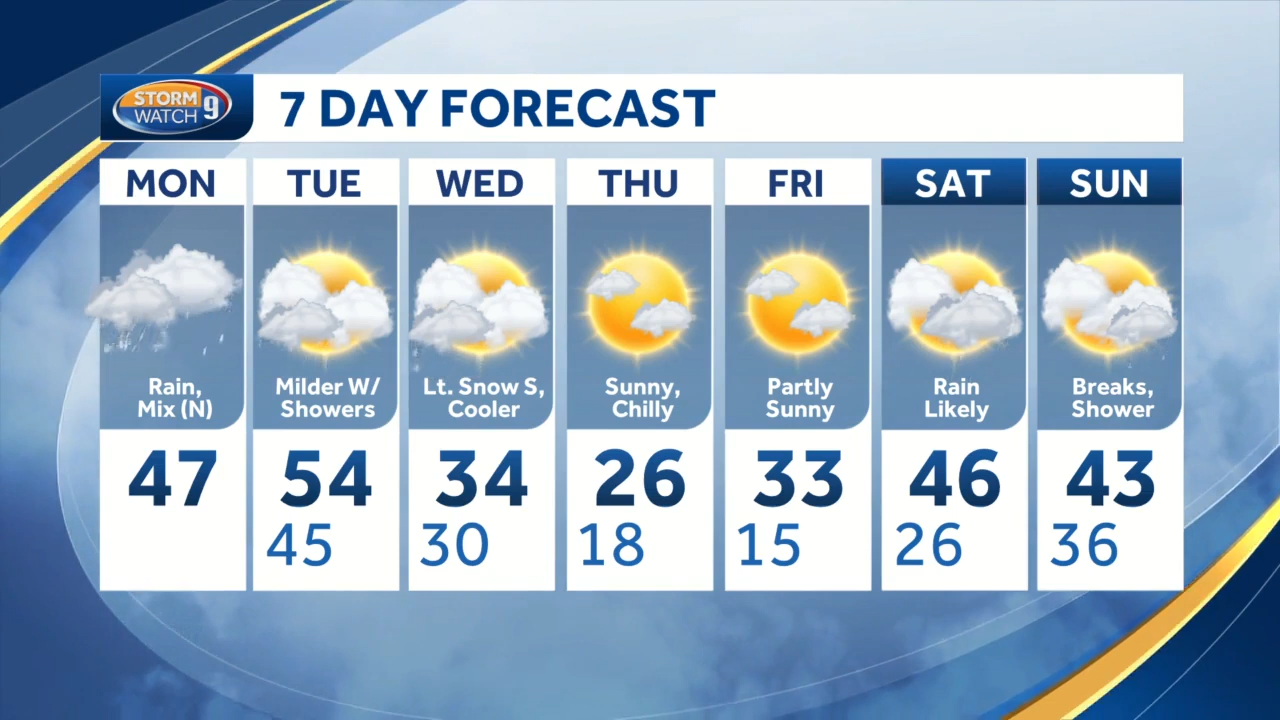 STORM
WATCH 9
7 DAY FORECAST
MON
TUE
WED
THU
FRI
SAT
SUN
Rain,
Mix (N)
Milder W/
Showers
Lt. Snow S,
Cooler
Sunny,
Chilly
Partly
Sunny
Rain
Likely
Breaks,
Shower
47
54
34
26
33
46
43
45
30
18
15
26
36